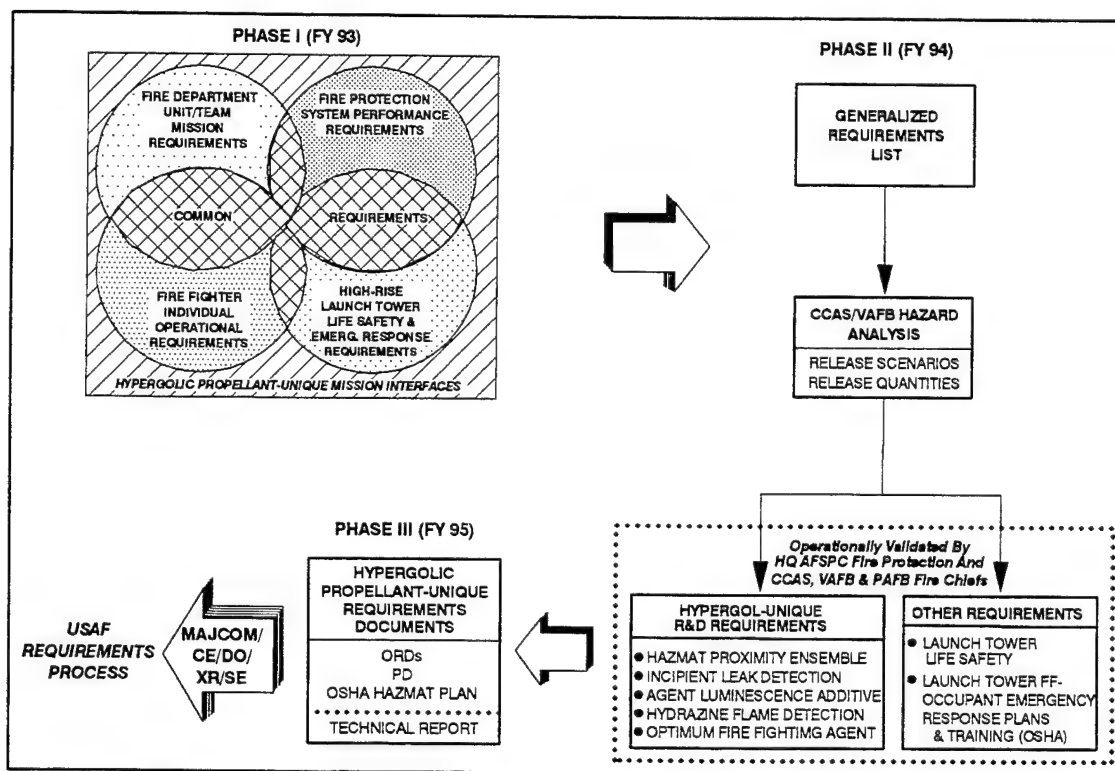 PHASE I (FY 93)
FIRE DEPARTMENT
UNIT/TEAM
MISSION
REQUIREMENTS
FIRE PROTECTION
SYSTEM PERFORMANCE
REQUIREMENTS
COMMON
REQUIREMENTS
FIRE FIGHTER
INDIVIDUAL
OPERATIONAL
REQUIREMENTS
HIGH-RISE
LAUNCH TOWER
LIFE SAFETY &
EMERG. RESPONSE
REQUIREMENTS
HYPERGOLIC PROPELLANT-UNIQUE MISSION INTERFACES
PHASE II (FY 94)
GENERALIZED
REQUIREMENTS
LIST
CCAS/VAFB HAZARD
ANALYSIS
RELEASE SCENARIOS
RELEASE QUANTITIES
Operationally Validated By
HQ AFSPC Fire Protection And
CCAS, VAFB & PAFB Fire Chiefs
HYPERGOL-UNIQUE
R&D REQUIREMENTS
● HAZMAT PROXIMITY ENSEMBLE
● INCIPIENT LEAK DETECTION
● AGENT LUMINESCENCE ADDITIVE
● HYDRAZINE FLAME DETECTION
● OPTIMUM FIRE FIGHTIMG AGENT
OTHER REQUIREMENTS
● LAUNCH TOWER
LIFE SAFETY
● LAUNCH TOWER FF-
OCCUPANT EMERGENCY
RESPONSE PLANS
& TRAINING (OSHA)
PHASE III (FY 95)
HYPERGOLIC
PROPELLANT-UNIQUE
REQUIREMENTS
DOCUMENTS
ORDs
PD
OSHA HAZMAT PLAN
TECHNICAL REPORT
MAJCOM/
CE/DO/
XR/SE
USAF
REQUIREMENTS
PROCESS